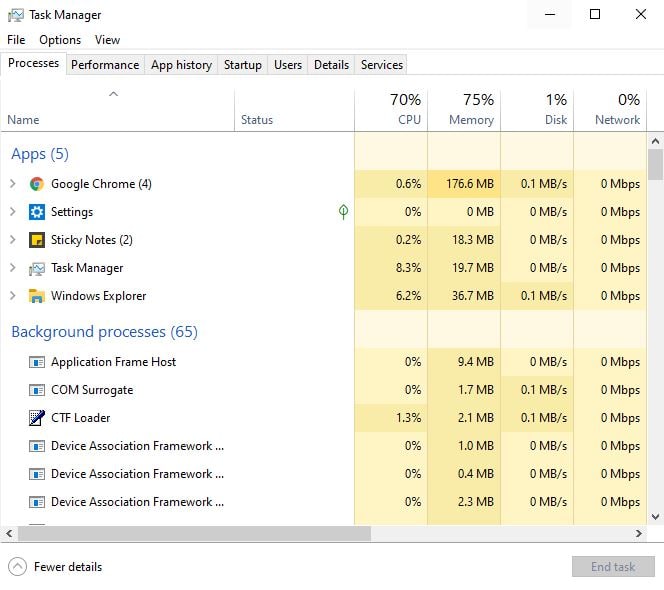 Task Manager
File Options View
Processes Performance App history Startup Users Details Services
70% 75% 1% 0%
Name Status CPU Memory Disk Network
Apps (5)
Google Chrome (4) 0.6% 176.6 MB 0.1 MB/s 0 Mbps
Settings 0% 0 MB 0 MB/s 0 Mbps
Sticky Notes (2) 0.2% 18.3 MB 0 MB/s 0 Mbps
Task Manager 8.3% 19.7 MB 0 MB/s 0 Mbps
Windows Explorer 6.2% 36.7 MB 0.1 MB/s 0 Mbps
Background processes (65)
Application Frame Host 0% 9.4 MB 0 MB/s 0 Mbps
COM Surrogate 0% 1.7 MB 0.1 MB/s 0 Mbps
CTF Loader 1.3% 2.1 MB 0.1 MB/s 0 Mbps
Device Association Framework ... 0% 1.0 MB 0 MB/s 0 Mbps
Device Association Framework ... 0% 0.4 MB 0 MB/s 0 Mbps
Device Association Framework ... 0% 2.3 MB 0 MB/s 0 Mbps
Fewer details End task